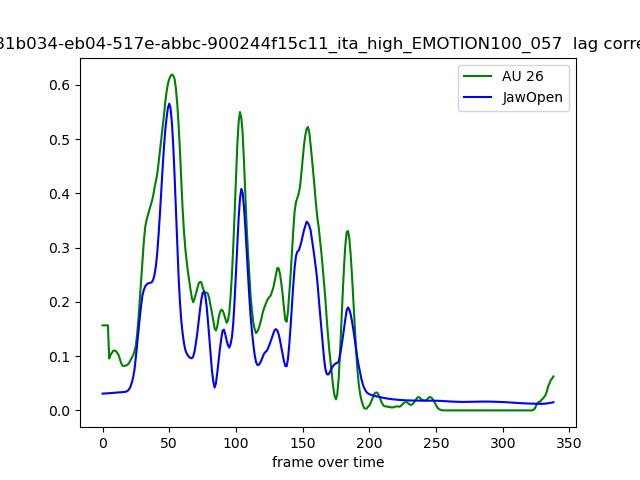 31b034-eb04-517e-abbc-900244f15c11_ita_high_EMOTION100_057 lag corre
AU 26
JawOpen
0.6
0.5
0.4
0.3
0.2
0.1
0.0
0 50 100 150 200 250 300 350
frame over time